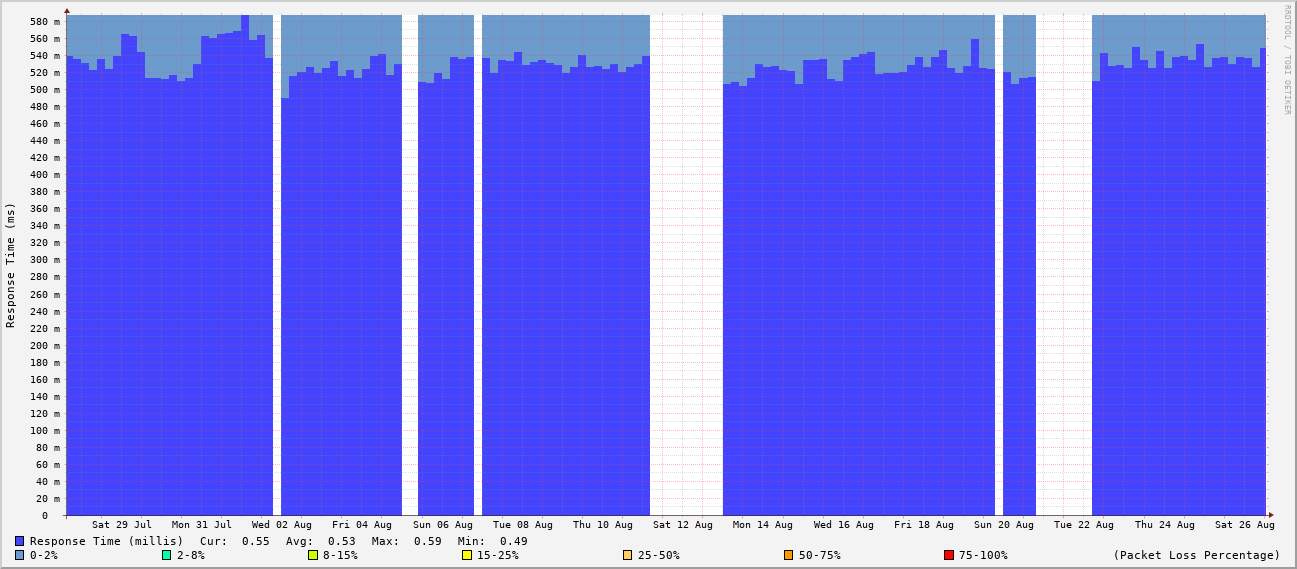 580 m
560 m
540 m
520 m
500 m
480 m
460 m
440 m
420 m
400 m
380 m
360 m
340 m
320 m
300 m
280 m
260 m
240 m
220 m
200 m
180 m
160 m
140 m
120 m
100 m
80 m
60 m
40 m
20 m
0
Response Time (ms)
RRDTOOL / TOBI OETIKER
Sat 29 Jul Mon 31 Jul Wed 02 Aug Fri 04 Aug Sun 06 Aug Tue 08 Aug Thu 10 Aug Sat 12 Aug Mon 14 Aug Wed 16 Aug Fri 18 Aug Sun 20 Aug Tue 22 Aug Thu 24 Aug Sat 26 Aug
Response Time (millis) Cur: 0.55 Avg: 0.53 Max: 0.59 Min: 0.49
0-2% 2-8% 8-15% 15-25% 25-50% 50-75% 75-100% (Packet Loss Percentage)